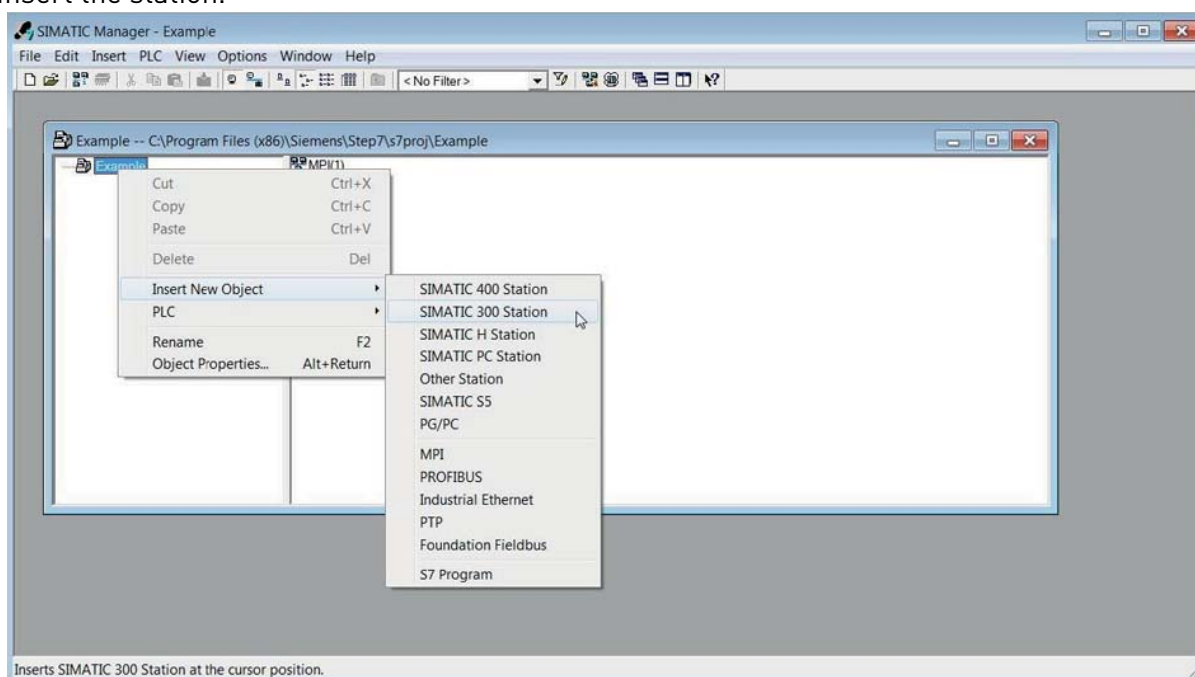 insert the station.
SIMATIC Manager - Example
File Edit Insert PLC View Options Window Help
< No Filter >
Example -- C:\Program Files (x86)\Siemens\Step7\s7proj\Example
Example
MPI(1)
Cut Ctrl+X
Copy Ctrl+C
Paste Ctrl+V
Delete Del
Insert New Object
PLC
Rename F2
Object Properties... Alt+Return
SIMATIC 400 Station
SIMATIC 300 Station
SIMATIC H Station
SIMATIC PC Station
Other Station
SIMATIC S5
PG/PC
MPI
PROFIBUS
Industrial Ethernet
PTP
Foundation Fieldbus
S7 Program
Inserts SIMATIC 300 Station at the cursor position.